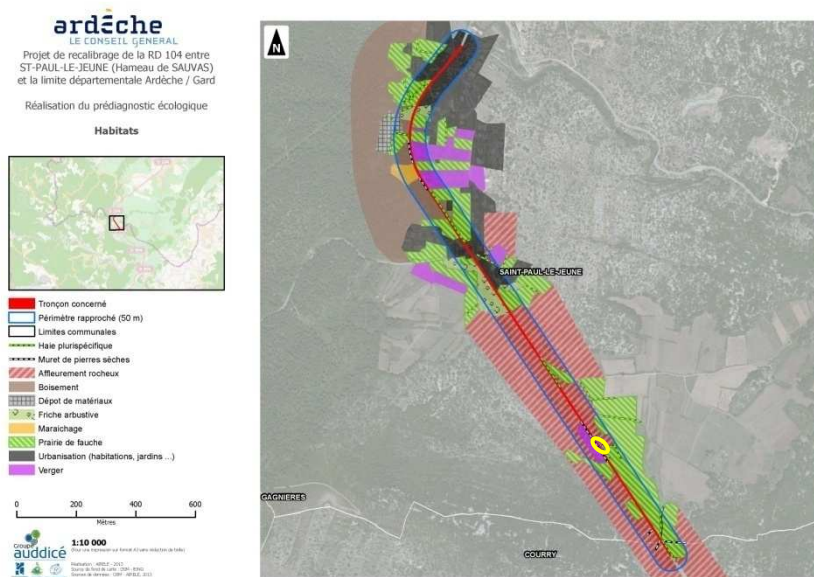 ardèche
LE CONSEIL GENERAL
Projet de recalibrage de la RD 104 entre
ST-PAUL-LE-JEUNE (Hameau de SAUVAS)
et la limite départementale Ardèche / Gard
Réalisation du prédiagnostic écologique
Habitats
Tronçon concerné
Périmètre rapproché (50 m)
Limites communales
Haie plurispécifique
Muret de pierres sèches
Affleurement rocheux
Boisement
Dépot de matériaux
Friche arbustive
Maraichage
Prairie de fauche
Urbanisation (habitations, jardins ...)
Verger
0 200 400 600
Mètres
Groupe
auddicé
1:10 000
N
SAINT-PAUL-LE-JEUNE
GAGNIERES
COURRY